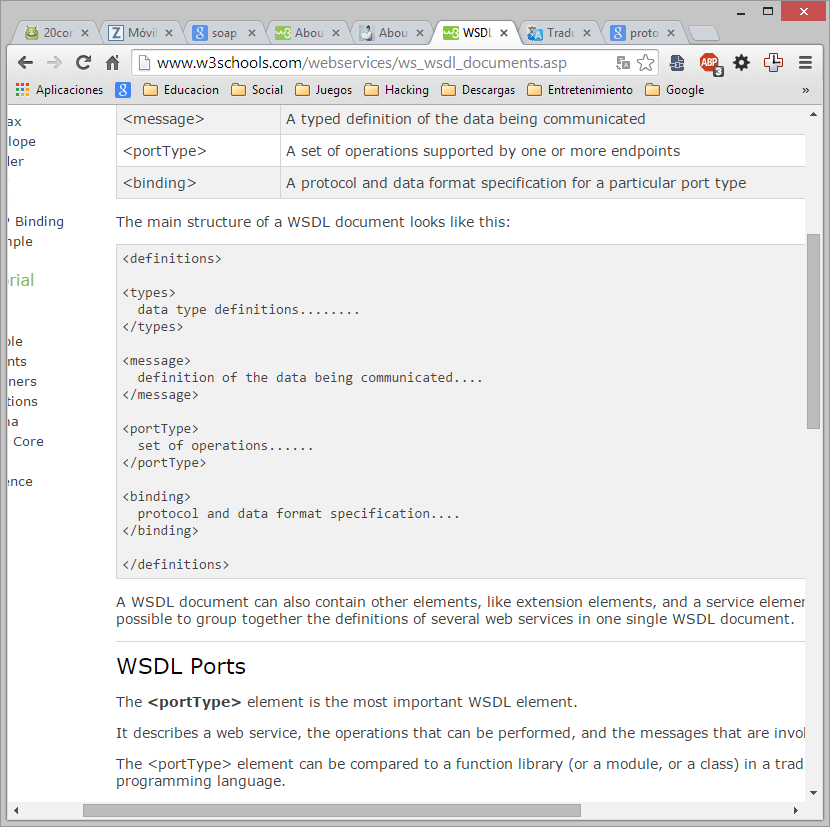 20cor
Móvil
soap
Abou
Abou
WSDL
Tradu
proto
www.w3schools.com/webservices/ws_wsdl_documents.asp
ABP
3
Aplicaciones
Educacion
Social
Juegos
Hacking
Descargas
Entretenimiento
Google
»
<message> A typed definition of the data being communicated
<portType> A set of operations supported by one or more endpoints
<binding> A protocol and data format specification for a particular port type
ax
lope
der
Binding
mple
orial
ple
nts
ners
tions
na
Core
ence
The main structure of a WSDL document looks like this:
<definitions>
<types>
data type definitions........
</types>
<message>
definition of the data being communicated....
</message>
<portType>
set of operations......
</portType>
<binding>
protocol and data format specification....
</binding>
</definitions>
A WSDL document can also contain other elements, like extension elements, and a service elemen
possible to group together the definitions of several web services in one single WSDL document.
WSDL Ports
The <portType> element is the most important WSDL element.
It describes a web service, the operations that can be performed, and the messages that are invol
The <portType> element can be compared to a function library (or a module, or a class) in a trad
programming language.